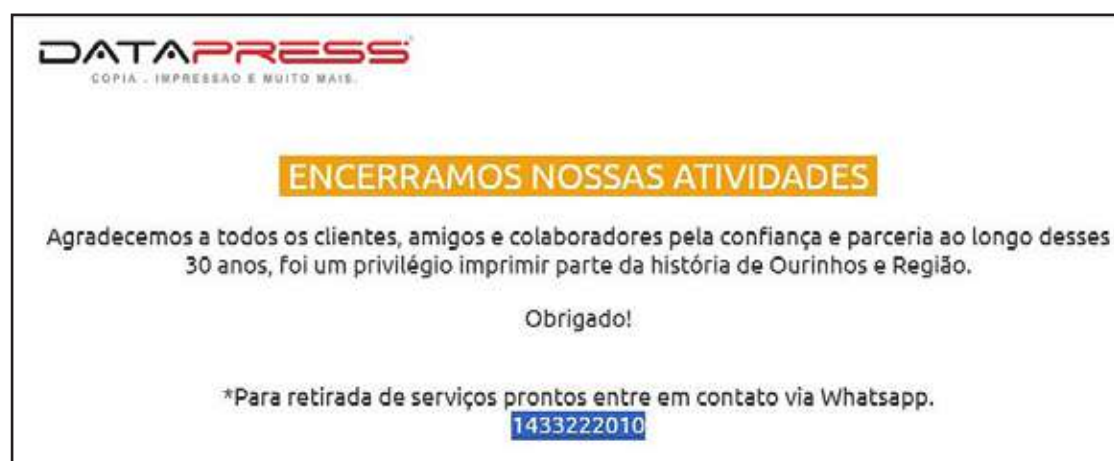 DATAPRESS
COPIA . IMPRESSAO E MUITO MAIS.
ENCERRAMOS NOSSAS ATIVIDADES
Agradecemos a todos os clientes, amigos e colaboradores pela confiança e parceria ao longo desses
30 anos, foi um privilégio imprimir parte da história de Ourinhos e Região.
Obrigado!
*Para retirada de serviços prontos entre em contato via Whatsapp.
1433222010